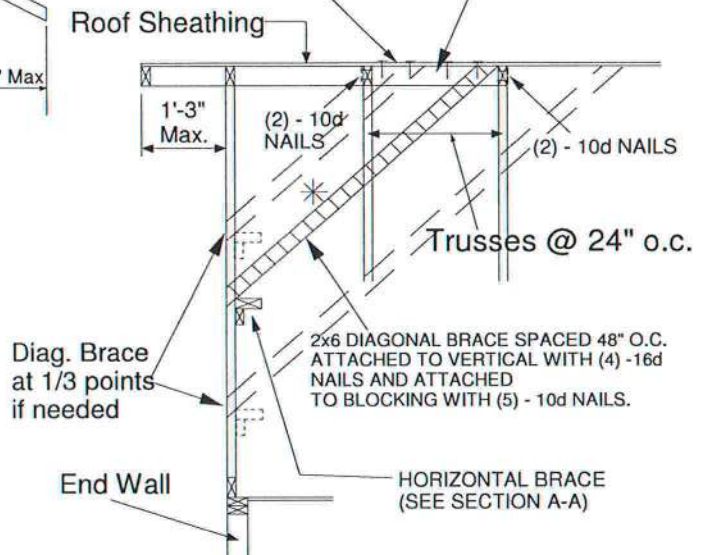 Roof Sheathing
" Max
1'-3"
Max.
(2) - 10d
NAILS
(2) - 10d NAILS
Trusses @ 24" o.c.
2x6 DIAGONAL BRACE SPACED 48" O.C.
ATTACHED TO VERTICAL WITH (4) -16d
NAILS AND ATTACHED
TO BLOCKING WITH (5) - 10d NAILS.
Diag. Brace
at 1/3 points
if needed
End Wall
HORIZONTAL BRACE
(SEE SECTION A-A)